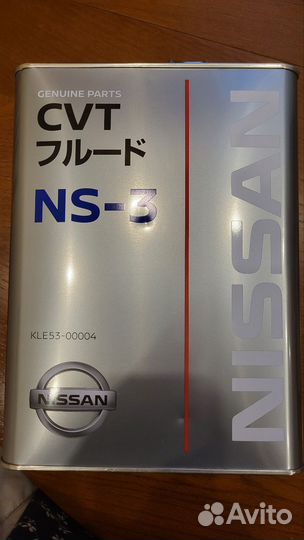 GENUINE PARTS
CVT
フルード
NS-3
KLE53-00004
NISSAN
NISSAN
Avito